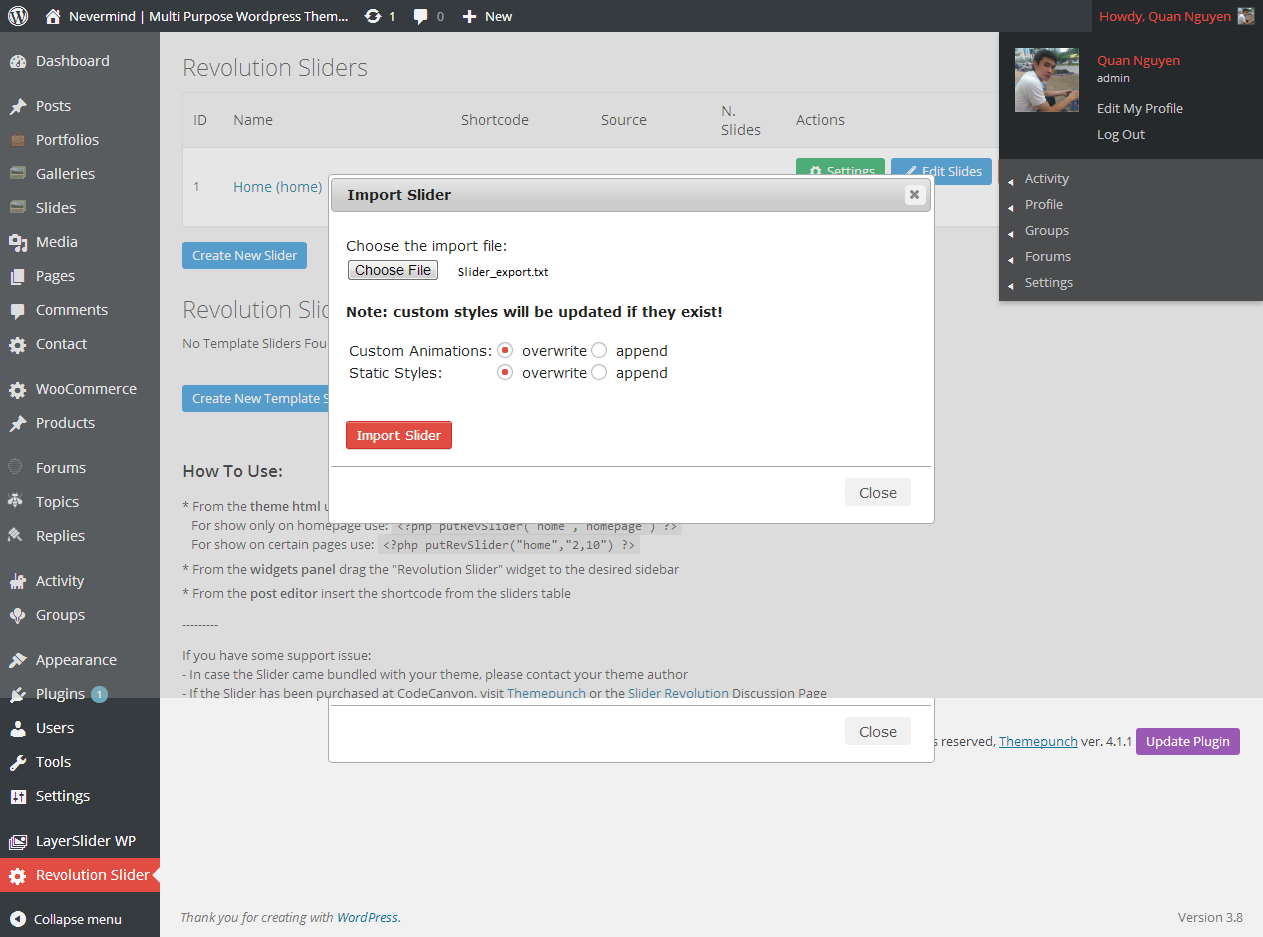 Nevermind | Multi Purpose Wordpress Them... 1 0 New
Howdy, Quan Nguyen
Quan Nguyen
admin
Edit My Profile
Log Out
Activity
Profile
Groups
Forums
Settings
Dashboard
Posts
Portfolios
Galleries
Slides
Media
Pages
Comments
Contact
WooCommerce
Products
Forums
Topics
Replies
Activity
Groups
Appearance
Plugins 1
Users
Tools
Settings
LayerSlider WP
Revolution Slider
Collapse menu
Revolution Sliders
ID Name Shortcode Source N. Slides Actions
1 Home (home) Settings Edit Slides
Create New Slider
Revolution Slid
No Template Sliders Fou
Create New Template S
Import Slider
Choose the import file:
Choose File Slider_export.txt
Note: custom styles will be updated if they exist!
Custom Animations: overwrite append
Static Styles: overwrite append
Import Slider
Close
How To Use:
* From the theme html u
For show only on homepage use: <?php putRevSlider( home , homepage ) ?>
For show on certain pages use: <?php putRevSlider("home","2,10") ?>
* From the widgets panel drag the "Revolution Slider" widget to the desired sidebar
* From the post editor insert the shortcode from the sliders table
---------
If you have some support issue:
- In case the Slider came bundled with your theme, please contact your theme author
- If the Slider has been purchased at CodeCanyon, visit Themepunch or the Slider Revolution Discussion Page
Close
s reserved, Themepunch ver. 4.1.1 Update Plugin
Thank you for creating with WordPress.
Version 3.8